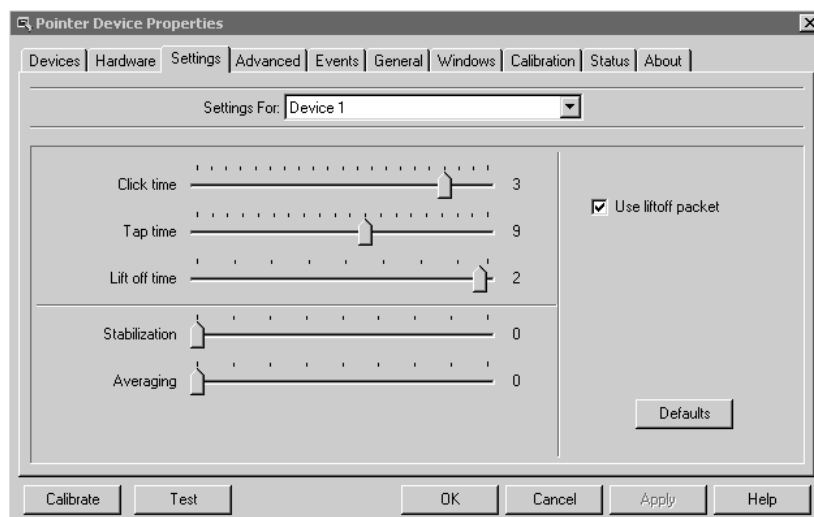 Pointer Device Properties
Devices Hardware Settings Advanced Events General Windows Calibration Status About
Settings For: Device 1
Click time 3
Use liftoff packet
Tap time 9
Lift off time 2
Stabilization 0
Averaging 0
Defaults
Calibrate Test OK Cancel Apply Help